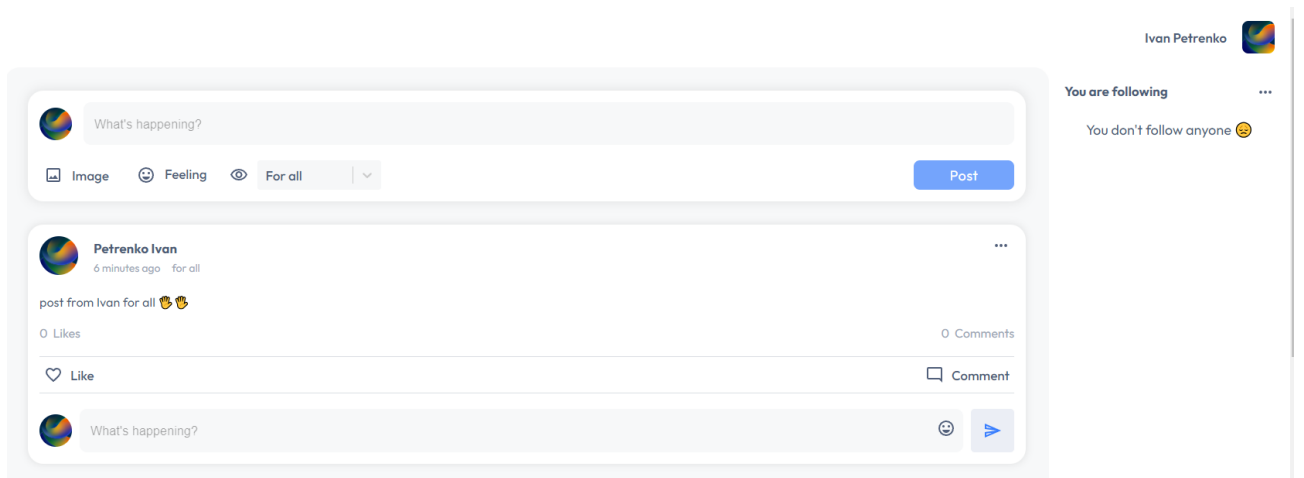 Ivan Petrenko
You are following
You don't follow anyone 😔
What's happening?
Image Feeling For all Post
Petrenko Ivan
6 minutes ago for all
post from Ivan for all 👋👋
0 Likes 0 Comments
Like Comment
What's happening?